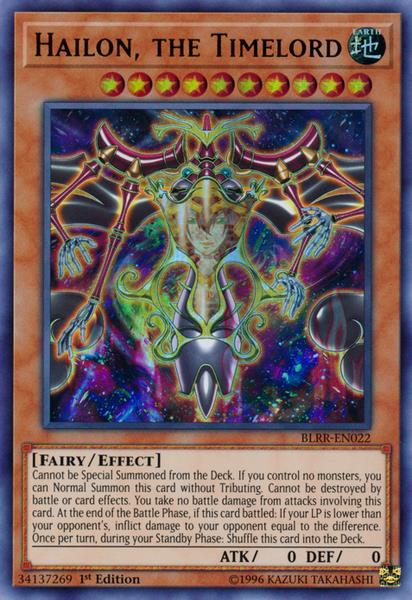 HAILON, THE TIMELORD
EARTH
地
BLRR-EN022
[FAIRY/EFFECT]
Cannot be Special Summoned from the Deck. If you control no monsters, you
can Normal Summon this card without Tributing. Cannot be destroyed by
battle or card effects. You take no battle damage from attacks involving this
card. At the end of the Battle Phase, if this card battled: If your LP is lower than
your opponent's, inflict damage to your opponent equal to the difference.
Once per turn, during your Standby Phase: Shuffle this card into the Deck.
ATK/ 0 DEF/ 0
34137269 1st Edition ©1996 KAZUKI TAKAHASHI